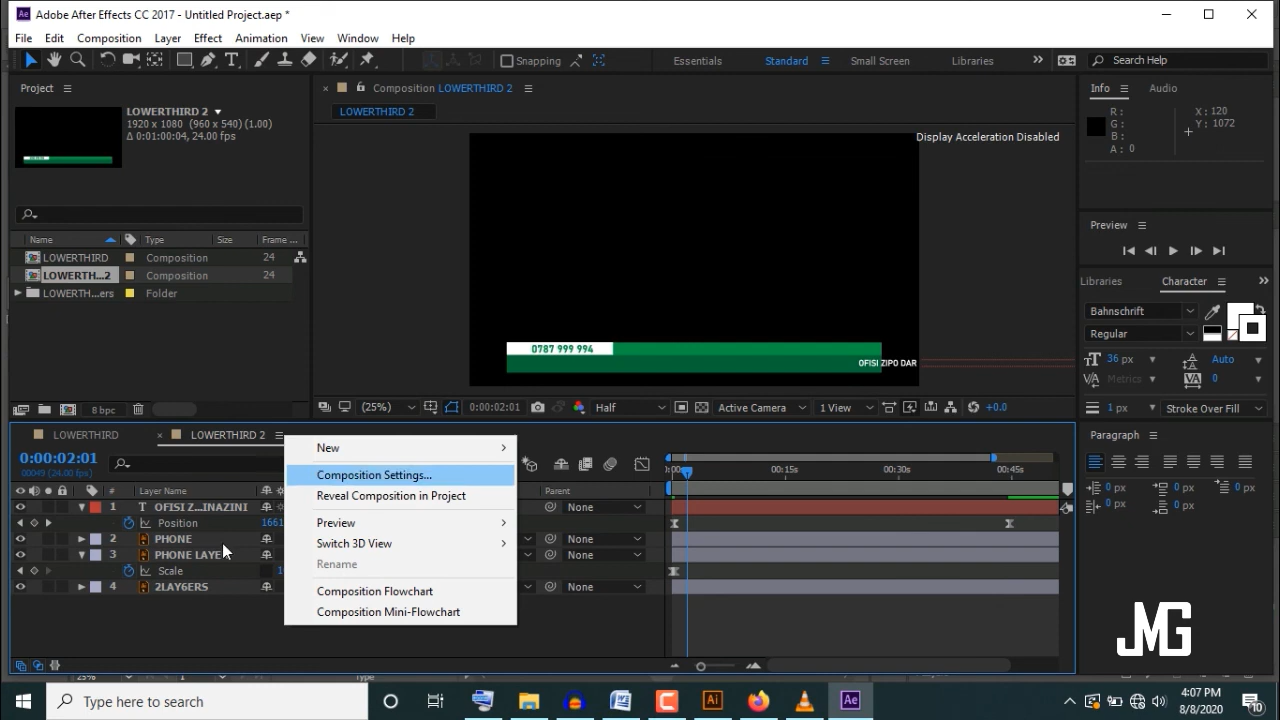 Ae Adobe After Effects CC 2017 - Untitled Project.aep *
File Edit Composition Layer Effect Animation View Window Help
Snapping Essentials Standard Small Screen Libraries Search Help
Project
LOWERTHIRD 2
1920 x 1080 (960 x 540) (1.00)
Δ 0:01:00:04, 24.00 fps
Name Type Size Frame ...
LOWERTHIRD Composition 24
LOWERTH...2 Composition 24
LOWERTH...ers Folder
8 bpc
Composition LOWERTHIRD 2
LOWERTHIRD 2
Display Acceleration Disabled
0787 999 994
OFISI ZIPO DAR
(25%) 0:00:02:01 Half Active Camera 1 View +0.0
Info Audio
R: X: 120
G: Y: 1072
B:
A: 0
Preview
Libraries Character
Bahnschrift
Regular
36 px Auto
Metrics 0
1 px Stroke Over Fill
Paragraph
0 px 0 px 0 px
0 px 0 px
LOWERTHIRD LOWERTHIRD 2
0:00:02:01
00049 (24.00 fps)
# Layer Name Parent
00:15s 00:30s 00:45s
1 T OFISI Z...INAZINI None
Position 1661
2 PHONE None
3 PHONE LAYE None
Scale
4 2LAY6ERS None
New
Composition Settings...
Reveal Composition in Project
Preview
Switch 3D View
Rename
Composition Flowchart
Composition Mini-Flowchart
JMG
25%
Type here to search
Ai
Ae
4:07 PM
8/8/2020
10